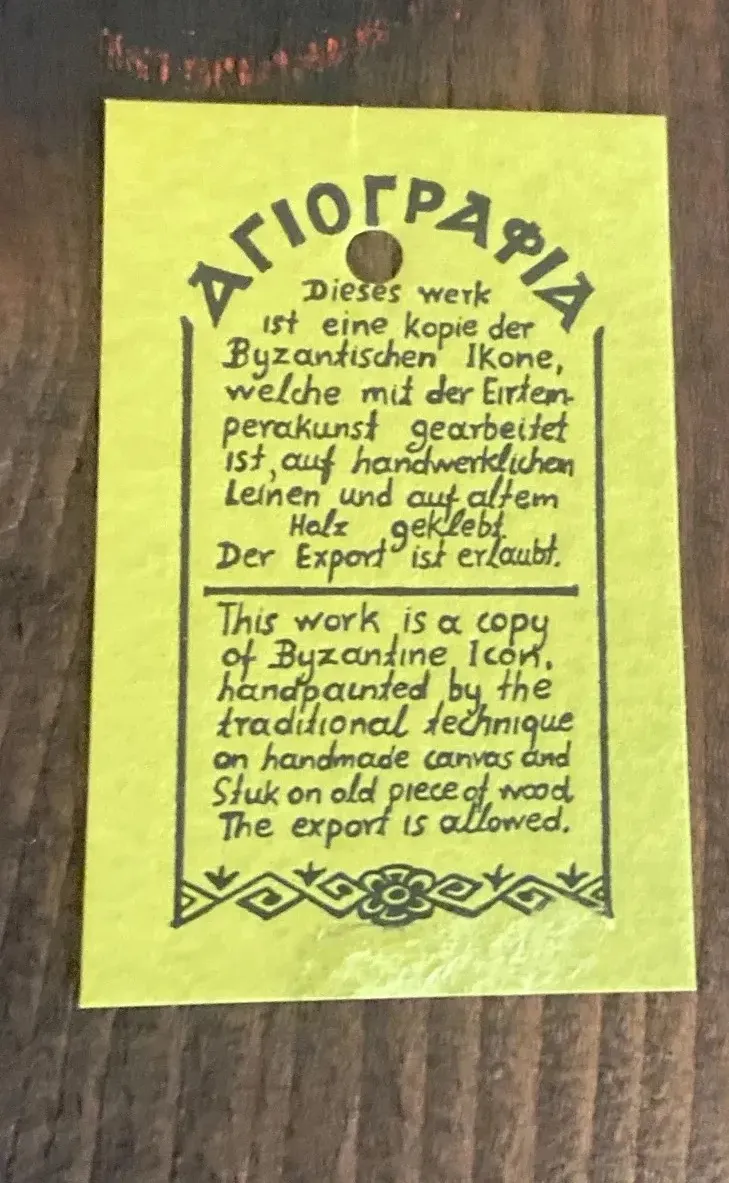 ΑΓΙΟΓΡΑΦΙΑ
Dieses werk
ist eine kopie der
Byzantischen Ikone,
welche mit der Eirtem-
perakunst gearbeitet
ist, auf handwerklichen
Leinen und auf altem
Holz geklebt.
Der Export ist erlaubt.
This work is a copy
of Byzantine Icon,
handpainted by the
traditional technique
on handmade canvas and
Stuk on old piece of wood
The export is allowed.